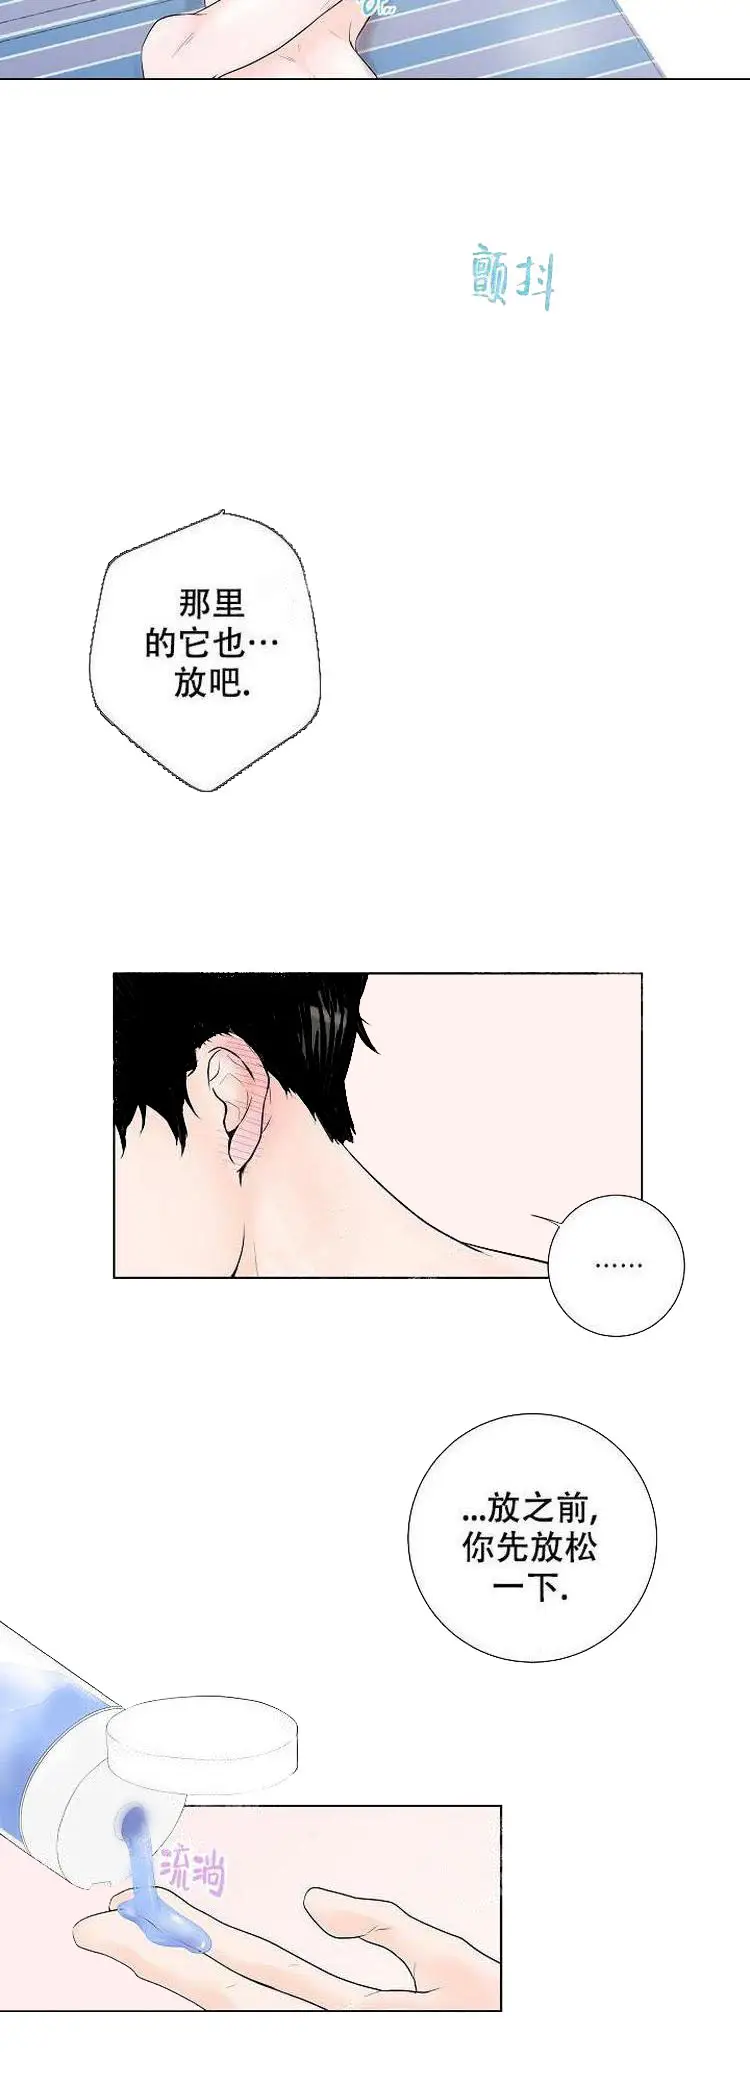 颤抖
那里
的它也…
放吧.
……
...放之前,
你先放松
一下.
流淌